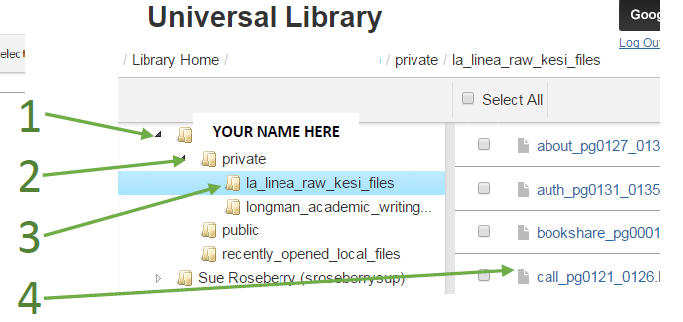 Universal Library
Goog
Log Out
elect
/ Library Home / / private / la_linea_raw_kesi_files
Select All
1
YOUR NAME HERE
about_pg0127_013
2
private
la_linea_raw_kesi_files
auth_pg0131_0135
longman_academic_writing...
3
public
bookshare_pg0001
recently_opened_local_files
4
Sue Roseberry (sroseberrysup)
call_pg0121_0126.